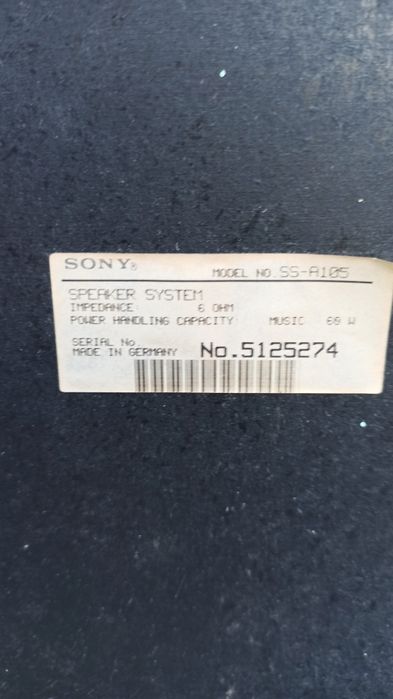 SONY®
MODEL NO. SS-A105
SPEAKER SYSTEM
IMPEDANCE: 6 OHM
POWER HANDLING CAPACITY MUSIC 60 W
SERIAL No.
MADE IN GERMANY No.5125274